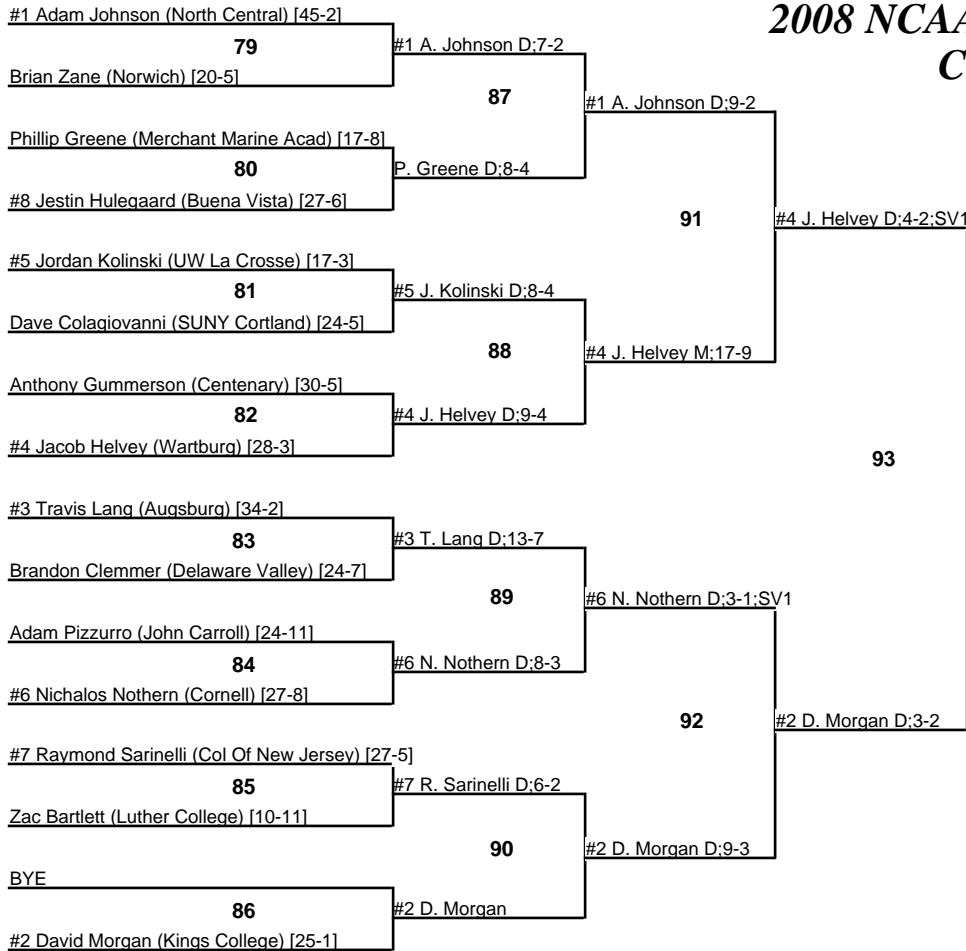 2008 NCAA
C
#1 Adam Johnson (North Central) [45-2]
79
Brian Zane (Norwich) [20-5]
Phillip Greene (Merchant Marine Acad) [17-8]
80
#8 Jestin Hulegaard (Buena Vista) [27-6]
#5 Jordan Kolinski (UW La Crosse) [17-3]
81
Dave Colagiovanni (SUNY Cortland) [24-5]
Anthony Gummerson (Centenary) [30-5]
82
#4 Jacob Helvey (Wartburg) [28-3]
#3 Travis Lang (Augsburg) [34-2]
83
Brandon Clemmer (Delaware Valley) [24-7]
Adam Pizzurro (John Carroll) [24-11]
84
#6 Nichalos Nothern (Cornell) [27-8]
#7 Raymond Sarinelli (Col Of New Jersey) [27-5]
85
Zac Bartlett (Luther College) [10-11]
BYE
86
#2 David Morgan (Kings College) [25-1]
#1 A. Johnson D;7-2
87
P. Greene D;8-4
#5 J. Kolinski D;8-4
88
#4 J. Helvey D;9-4
#3 T. Lang D;13-7
89
#6 N. Nothern D;8-3
#7 R. Sarinelli D;6-2
90
#2 D. Morgan
#1 A. Johnson D;9-2
91
#4 J. Helvey M;17-9
#6 N. Nothern D;3-1;SV1
92
#2 D. Morgan D;9-3
#4 J. Helvey D;4-2;SV1
93
#2 D. Morgan D;3-2